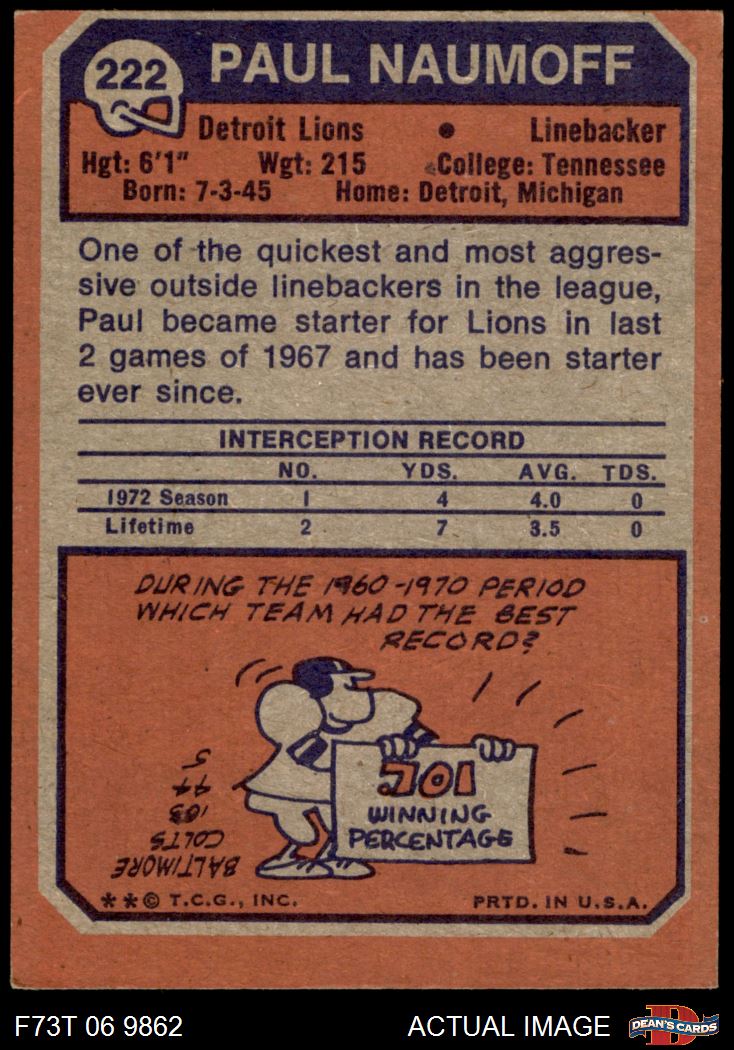 222
PAUL NAUMOFF
Detroit Lions • Linebacker
Hgt: 6'1" Wgt: 215 College: Tennessee
Born: 7-3-45 Home: Detroit, Michigan
One of the quickest and most aggres-
sive outside linebackers in the league,
Paul became starter for Lions in last
2 games of 1967 and has been starter
ever since.
INTERCEPTION RECORD
NO. YDS. AVG. TDS.
1972 Season 1 4 4.0 0
Lifetime 2 7 3.5 0
DURING THE 1960-1970 PERIOD
WHICH TEAM HAD THE BEST
RECORD?
.701
WINNING
PERCENTAGE
BALTIMORE
COLTS
103
44
5
**© T.C.G., INC. PRTD. IN U.S.A.
F73T 06 9862 ACTUAL IMAGE
DEAN'S CARDS